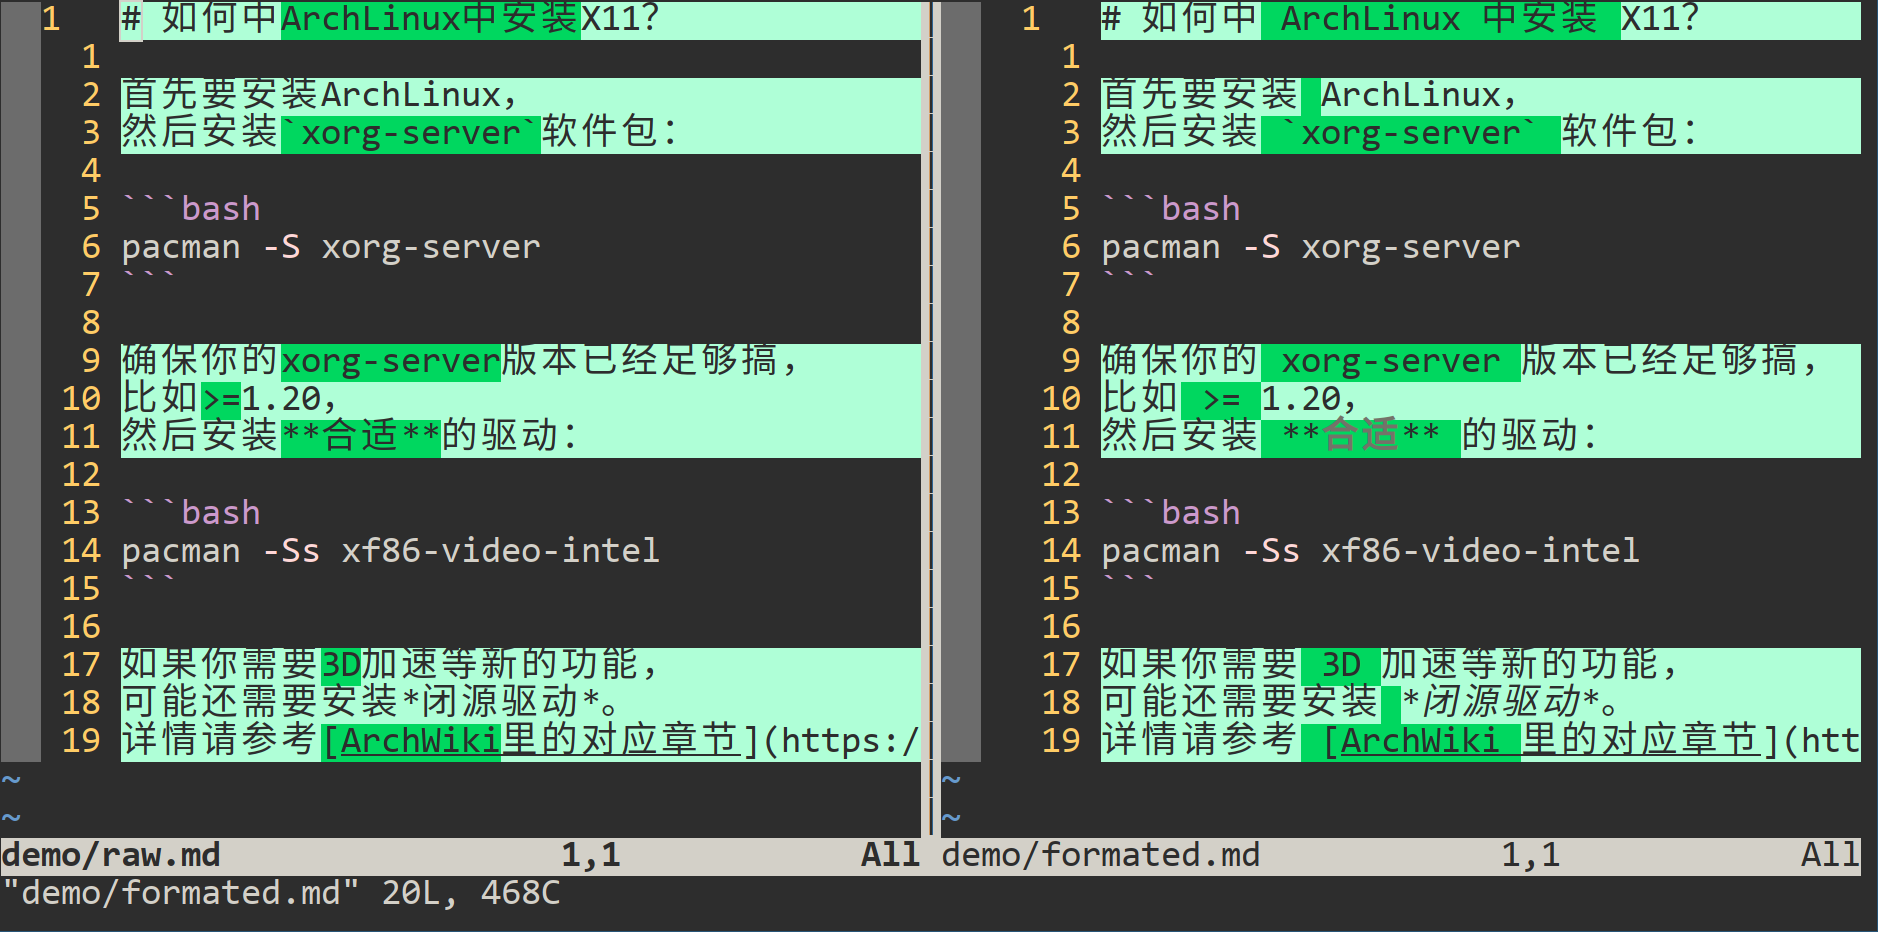 1 # 如何中ArchLinux中安装X11？
1
2 首先要安装ArchLinux，
3 然后安装`xorg-server`软件包：
4
5 ```bash
6 pacman -S xorg-server
7 ```
8
9 确保你的xorg-server版本已经足够搞，
10 比如>=1.20，
11 然后安装**合适**的驱动：
12
13 ```bash
14 pacman -Ss xf86-video-intel
15 ```
16
17 如果你需要3D加速等新的功能，
18 可能还需要安装*闭源驱动*。
19 详情请参考[ArchWiki里的对应章节](https:/
~
~
demo/raw.md 1,1 All
1 # 如何中 ArchLinux 中安装 X11？
1
2 首先要安装 ArchLinux，
3 然后安装 `xorg-server` 软件包：
4
5 ```bash
6 pacman -S xorg-server
7 ```
8
9 确保你的 xorg-server 版本已经足够搞，
10 比如 >= 1.20，
11 然后安装 **合适** 的驱动：
12
13 ```bash
14 pacman -Ss xf86-video-intel
15 ```
16
17 如果你需要 3D 加速等新的功能，
18 可能还需要安装 *闭源驱动*。
19 详情请参考 [ArchWiki 里的对应章节](htt
~
~
demo/formated.md 1,1 All
"demo/formated.md" 20L, 468C